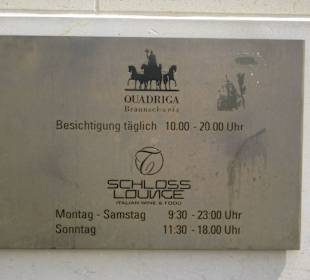 QUADRIGA
Braunschweig
Besichtigung täglich 10.00 - 20.00 Uhr
SCHLOSS
LOUNGE
ITALIAN WINE & FOOD
Montag - Samstag 9:30 - 23:00 Uhr
Sonntag 11:30 - 18.00 Uhr